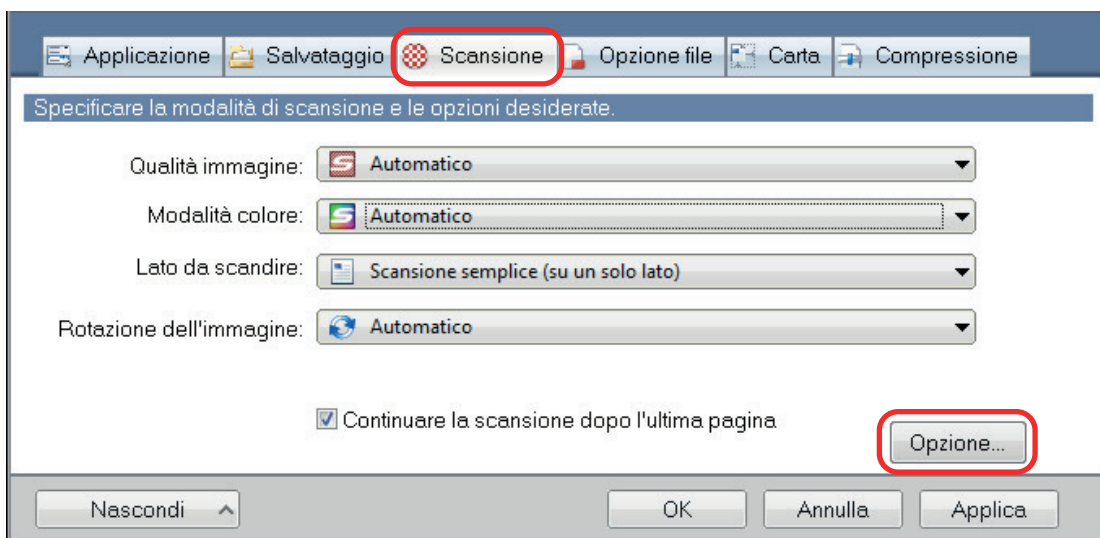 Applicazione Salvataggio Scansione Opzione file Carta Compressione
Specificare la modalità di scansione e le opzioni desiderate.
Qualità immagine: Automatico
Modalità colore: Automatico
Lato da scandire: Scansione semplice (su un solo lato)
Rotazione dell'immagine: Automatico
Continuare la scansione dopo l'ultima pagina
Opzione...
Nascondi OK Annulla Applica